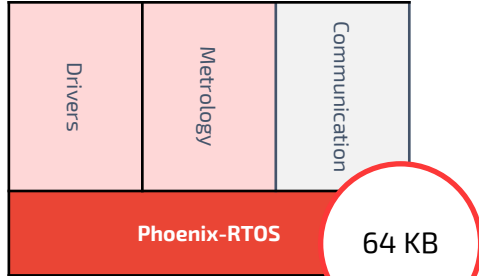 Drivers
Metrology
Communication
Phoenix-RTOS
64 KB